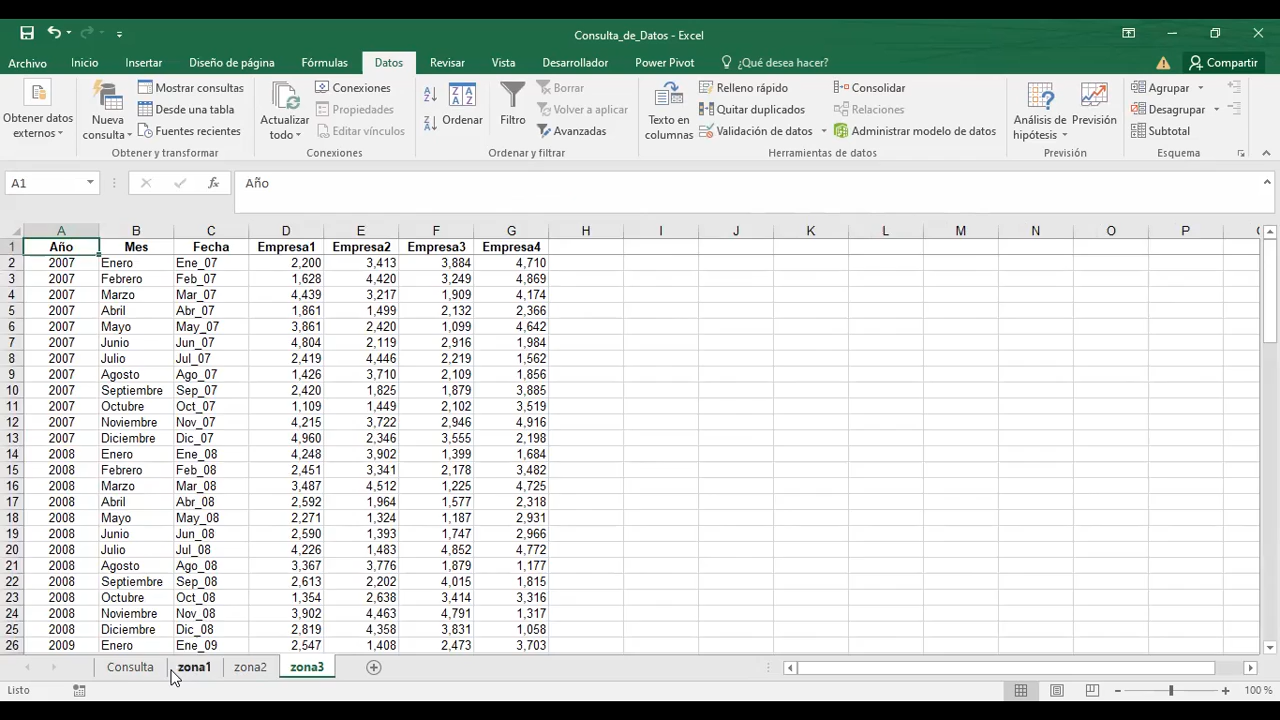 Consulta_de_Datos - Excel
Archivo Inicio Insertar Diseño de página Fórmulas Datos Revisar Vista Desarrollador Power Pivot ¿Qué desea hacer? Compartir
Obtener datos externos
Nueva consulta
Mostrar consultas
Desde una tabla
Fuentes recientes
Obtener y transformar
Actualizar todo
Conexiones
Propiedades
Editar vínculos
Conexiones
Ordenar
Filtro
Borrar
Volver a aplicar
Avanzadas
Ordenar y filtrar
Texto en columnas
Relleno rápido
Quitar duplicados
Validación de datos
Consolidar
Relaciones
Administrar modelo de datos
Herramientas de datos
Análisis de hipótesis
Previsión
Previsión
Agrupar
Desagrupar
Subtotal
Esquema
A1 fx Año
A B C D E F G H I J K L M N O P
1 Año Mes Fecha Empresa1 Empresa2 Empresa3 Empresa4
2 2007 Enero Ene_07 2,200 3,413 3,884 4,710
3 2007 Febrero Feb_07 1,628 4,420 3,249 4,869
4 2007 Marzo Mar_07 4,439 3,217 1,909 4,174
5 2007 Abril Abr_07 1,861 1,499 2,132 2,366
6 2007 Mayo May_07 3,861 2,420 1,099 4,642
7 2007 Junio Jun_07 4,804 2,119 2,916 1,984
8 2007 Julio Jul_07 2,419 4,446 2,219 1,562
9 2007 Agosto Ago_07 1,426 3,710 2,109 1,856
10 2007 Septiembre Sep_07 2,420 1,825 1,879 3,885
11 2007 Octubre Oct_07 1,109 1,449 2,102 3,519
12 2007 Noviembre Nov_07 4,215 3,722 2,946 4,916
13 2007 Diciembre Dic_07 4,960 2,346 3,555 2,198
14 2008 Enero Ene_08 4,248 3,902 1,399 1,684
15 2008 Febrero Feb_08 2,451 3,341 2,178 3,482
16 2008 Marzo Mar_08 3,487 4,512 1,225 4,725
17 2008 Abril Abr_08 2,592 1,964 1,577 2,318
18 2008 Mayo May_08 2,271 1,324 1,187 2,931
19 2008 Junio Jun_08 2,590 1,393 1,747 2,966
20 2008 Julio Jul_08 4,226 1,483 4,852 4,772
21 2008 Agosto Ago_08 3,367 3,776 1,879 1,177
22 2008 Septiembre Sep_08 2,613 2,202 4,015 1,815
23 2008 Octubre Oct_08 1,354 2,638 3,414 3,316
24 2008 Noviembre Nov_08 3,902 4,463 4,791 1,317
25 2008 Diciembre Dic_08 2,819 4,358 3,831 1,058
26 2009 Enero Ene_09 2,547 1,408 2,473 3,703
Consulta zona1 zona2 zona3
Listo 100 %